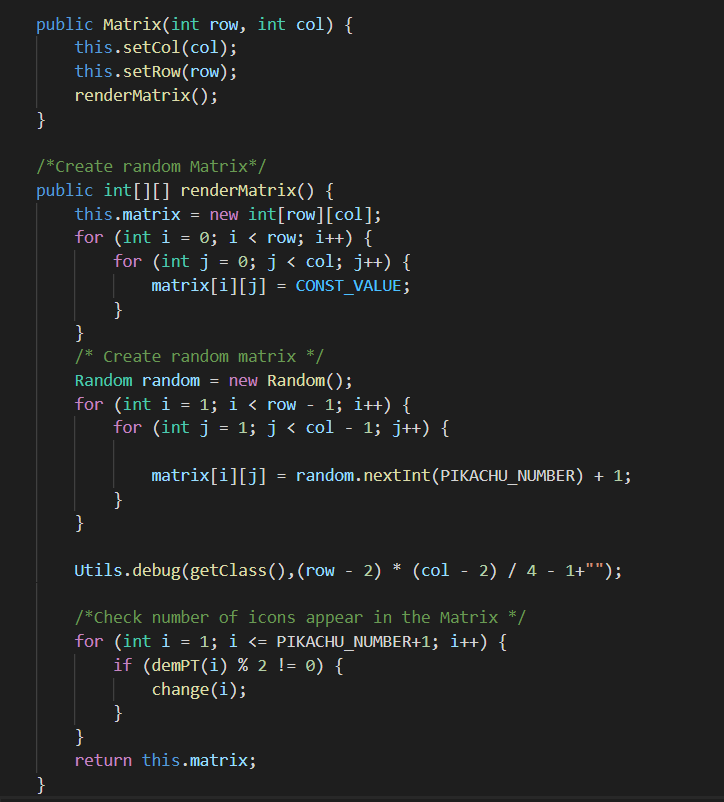 public Matrix(int row, int col) {
    this.setCol(col);
    this.setRow(row);
    renderMatrix();
}
/*Create random Matrix*/
public int[][] renderMatrix() {
    this.matrix = new int[row][col];
    for (int i = 0; i < row; i++) {
        for (int j = 0; j < col; j++) {
            matrix[i][j] = CONST_VALUE;
        }
    }
    /* Create random matrix */
    Random random = new Random();
    for (int i = 1; i < row - 1; i++) {
        for (int j = 1; j < col - 1; j++) {
            matrix[i][j] = random.nextInt(PIKACHU_NUMBER) + 1;
        }
    }
    Utils.debug(getClass(),(row - 2) * (col - 2) / 4 - 1+"");
    /*Check number of icons appear in the Matrix */
    for (int i = 1; i <= PIKACHU_NUMBER+1; i++) {
        if (demPT(i) % 2 != 0) {
            change(i);
        }
    }
    return this.matrix;
}